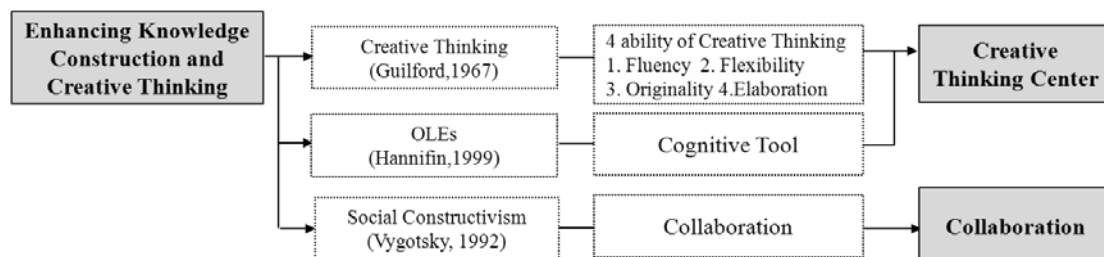 Enhancing Knowledge
Construction and
Creative Thinking
Creative Thinking
(Guilford,1967)
4 ability of Creative Thinking
1. Fluency 2. Flexibility
3. Originality 4.Elaboration
Creative
Thinking Center
OLEs
(Hannifin,1999)
Cognitive Tool
Social Constructivism
(Vygotsky, 1992)
Collaboration
Collaboration